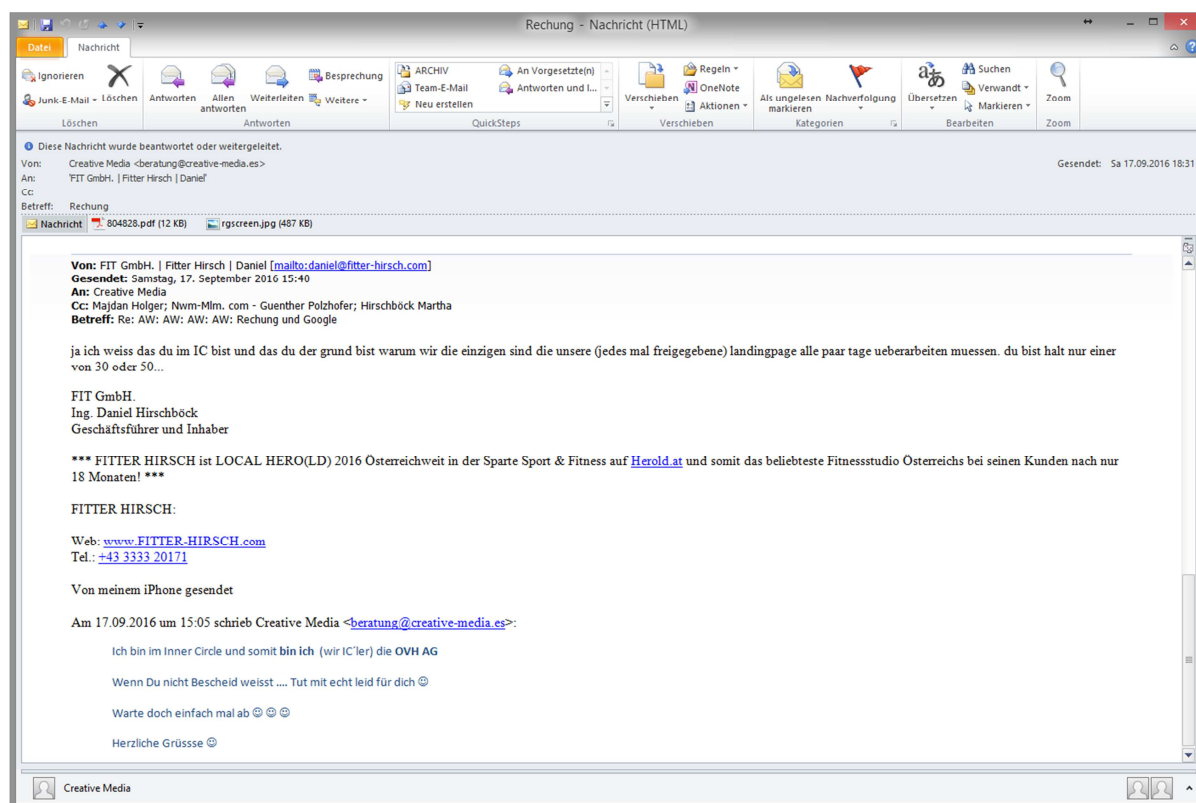 Rechung - Nachricht (HTML)
Datei Nachricht
Ignorieren
Junk-E-Mail
Löschen
Löschen
Antworten
Allen antworten
Weiterleiten
Besprechung
Weitere
Antworten
ARCHIV
Team-E-Mail
Neu erstellen
An Vorgesetzte(n)
Antworten und l...
QuickSteps
Verschieben
Regeln
OneNote
Aktionen
Verschieben
Als ungelesen markieren
Nachverfolgung
Kategorien
Übersetzen
Suchen
Verwandt
Markieren
Bearbeiten
Zoom
Zoom
Diese Nachricht wurde beantwortet oder weitergeleitet.
Von: Creative Media <beratung@creative-media.es> Gesendet: Sa 17.09.2016 18:31
An: 'FIT GmbH. | Fitter Hirsch | Daniel'
Cc:
Betreff: Rechung
Nachricht 804828.pdf (12 KB) rgscreen.jpg (487 KB)
Von: FIT GmbH. | Fitter Hirsch | Daniel [mailto:daniel@fitter-hirsch.com]
Gesendet: Samstag, 17. September 2016 15:40
An: Creative Media
Cc: Majdan Holger; Nwm-Mlm. com - Guenther Polzhofer; Hirschböck Martha
Betreff: Re: AW: AW: AW: AW: Rechung und Google
ja ich weiss das du im IC bist und das du der grund bist warum wir die einzigen sind die unsere (jedes mal freigegebene) landingpage alle paar tage ueberarbeiten muessen. du bist halt nur einer
von 30 oder 50...
FIT GmbH.
Ing. Daniel Hirschböck
Geschäftsführer und Inhaber
*** FITTER HIRSCH ist LOCAL HERO(LD) 2016 Österreichweit in der Sparte Sport & Fitness auf Herold.at und somit das beliebteste Fitnessstudio Österreichs bei seinen Kunden nach nur
18 Monaten! ***
FITTER HIRSCH:
Web: www.FITTER-HIRSCH.com
Tel.: +43 3333 20171
Von meinem iPhone gesendet
Am 17.09.2016 um 15:05 schrieb Creative Media <beratung@creative-media.es>:
Ich bin im Inner Circle und somit bin ich (wir IC´ler) die OVH AG
Wenn Du nicht Bescheid weisst .... Tut mit echt leid für dich ☺
Warte doch einfach mal ab ☺ ☺ ☺
Herzliche Grüssse ☺
Creative Media